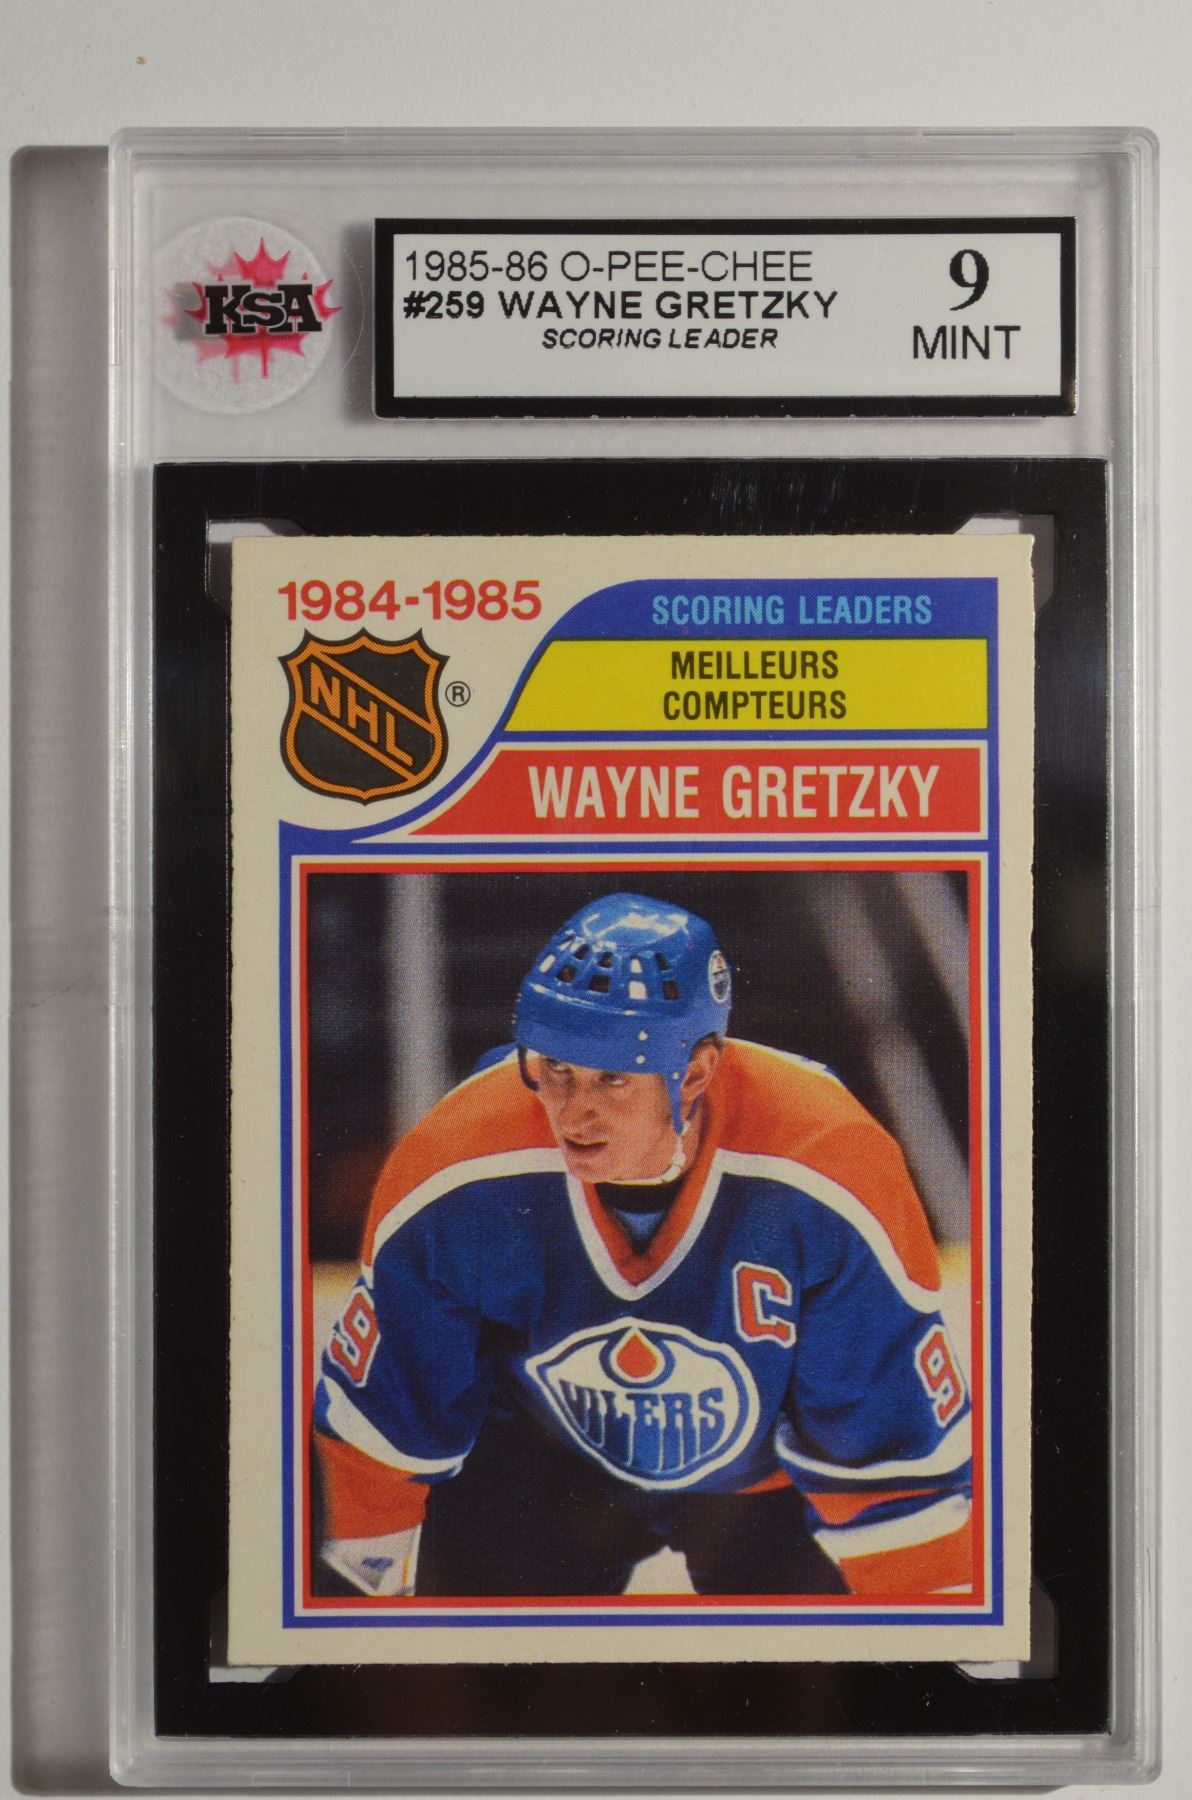 KSA
1985-86 O-PEE-CHEE
#259 WAYNE GRETZKY
SCORING LEADER
9
MINT
1984-1985
NHL
®
SCORING LEADERS
MEILLEURS
COMPTEURS
WAYNE GRETZKY
C
9
9
OILERS